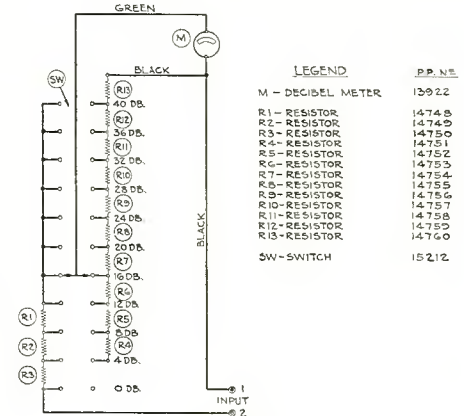 GREEN
M
BLACK
SW
R13
40 DB.
R12
36 DB.
R11
32 DB.
R10
28 DB.
R9
24 DB.
R8
20 DB.
R7
16 DB.
R6
12 DB.
R5
8 DB
R4
4 DB.
0 DB.
R1
R2
R3
BLACK
1
INPUT
2
LEGEND P.P. NE
M - DECIBEL METER 13922
R1 - RESISTOR 14748
R2 - RESISTOR 14749
R3 - RESISTOR 14750
R4 - RESISTOR 14751
R5 - RESISTOR 14752
R6 - RESISTOR 14753
R7 - RESISTOR 14754
R8 - RESISTOR 14755
R9 - RESISTOR 14756
R10 - RESISTOR 14757
R11 - RESISTOR 14758
R12 - RESISTOR 14759
R13 - RESISTOR 14760
SW - SWITCH 15212